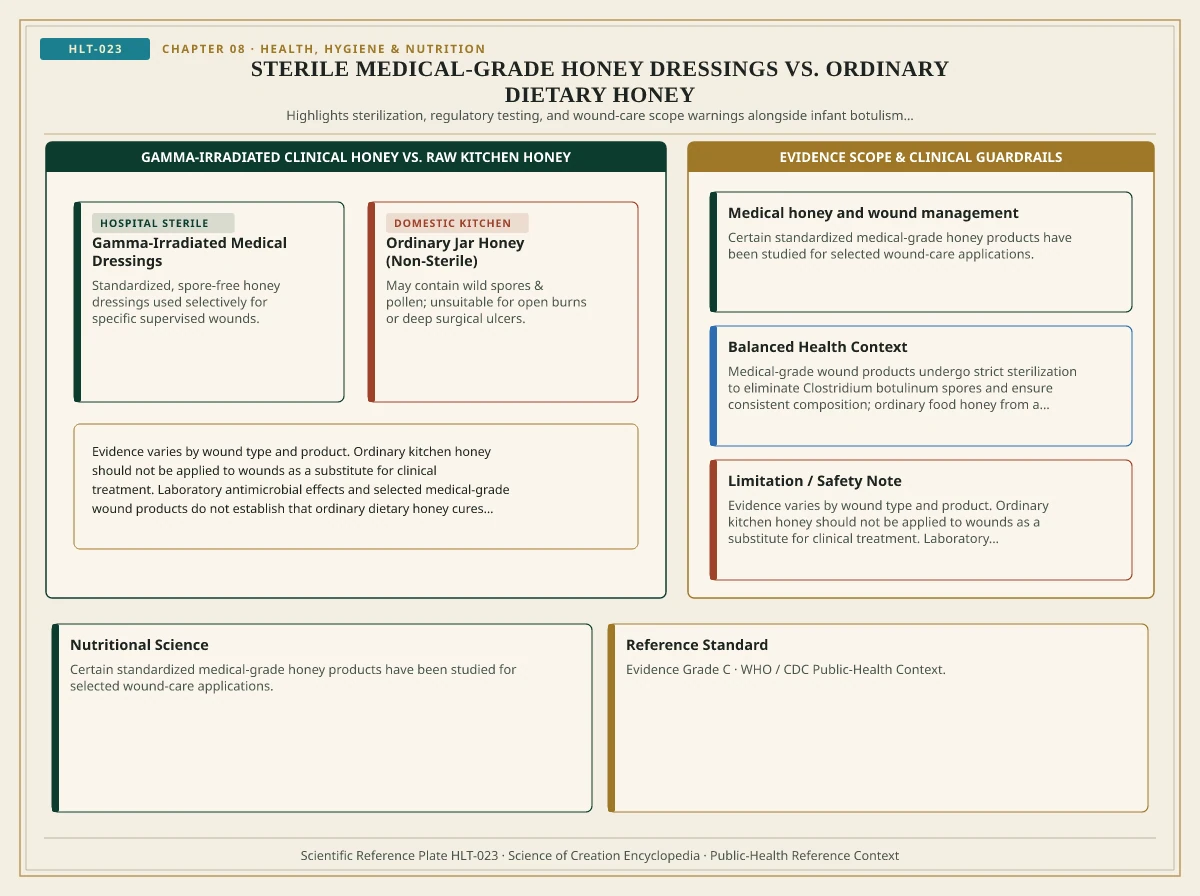 HLT-023
CHAPTER 08 · HEALTH, HYGIENE & NUTRITION
STERILE MEDICAL-GRADE HONEY DRESSINGS VS. ORDINARY
DIETARY HONEY
Highlights sterilization, regulatory testing, and wound-care scope warnings alongside infant botulism...
GAMMA-IRRADIATED CLINICAL HONEY VS. RAW KITCHEN HONEY
HOSPITAL STERILE
Gamma-Irradiated Medical
Dressings
Standardized, spore-free honey
dressings used selectively for
specific supervised wounds.
DOMESTIC KITCHEN
Ordinary Jar Honey
(Non-Sterile)
May contain wild spores &
pollen; unsuitable for open burns
or deep surgical ulcers.
Evidence varies by wound type and product. Ordinary kitchen honey
should not be applied to wounds as a substitute for clinical
treatment. Laboratory antimicrobial effects and selected medical-grade
wound products do not establish that ordinary dietary honey cures...
EVIDENCE SCOPE & CLINICAL GUARDRAILS
Medical honey and wound management
Certain standardized medical-grade honey products have
been studied for selected wound-care applications.
Balanced Health Context
Medical-grade wound products undergo strict sterilization
to eliminate Clostridium botulinum spores and ensure
consistent composition; ordinary food honey from a...
Limitation / Safety Note
Evidence varies by wound type and product. Ordinary
kitchen honey should not be applied to wounds as a
substitute for clinical treatment. Laboratory...
Nutritional Science
Certain standardized medical-grade honey products have been studied for
selected wound-care applications.
Reference Standard
Evidence Grade C · WHO / CDC Public-Health Context.
Scientific Reference Plate HLT-023 · Science of Creation Encyclopedia · Public-Health Reference Context